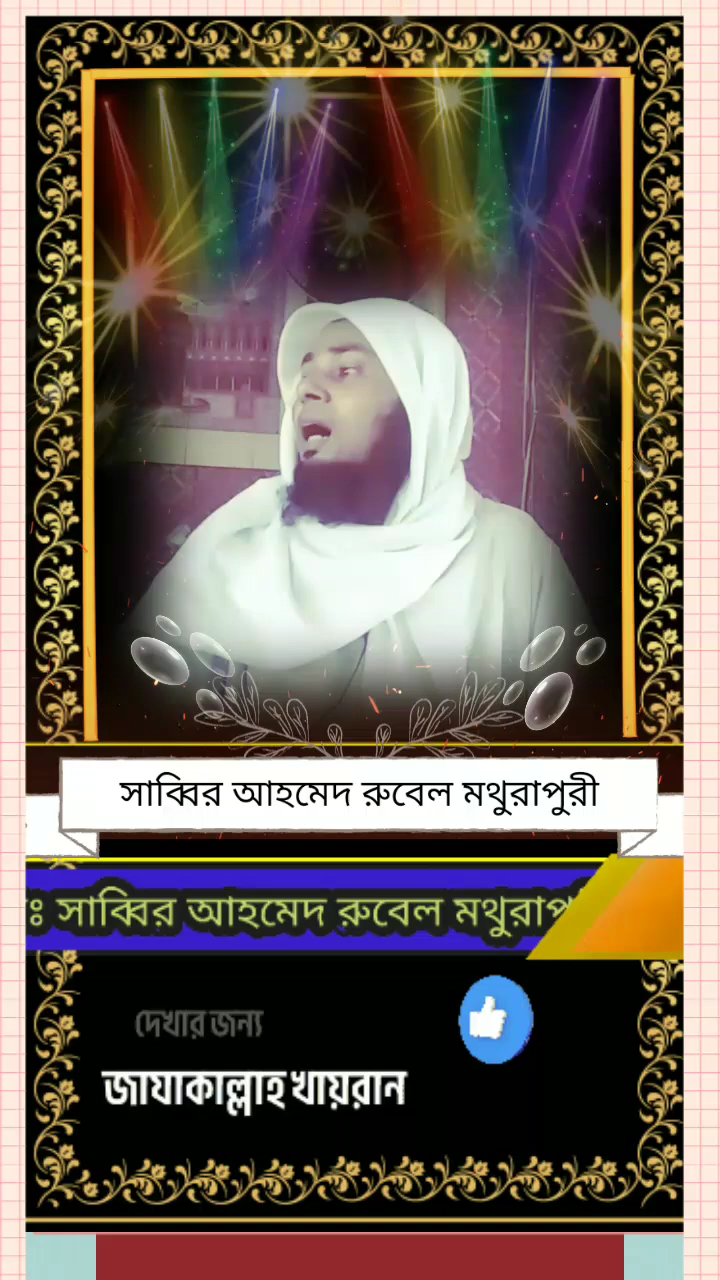 সাব্বির আহমেদ রুবেল মথুরাপুরী
সাব্বির আহমেদ রুবেল
দেখার জন্য
জাযাকাল্লাহ খায়রান